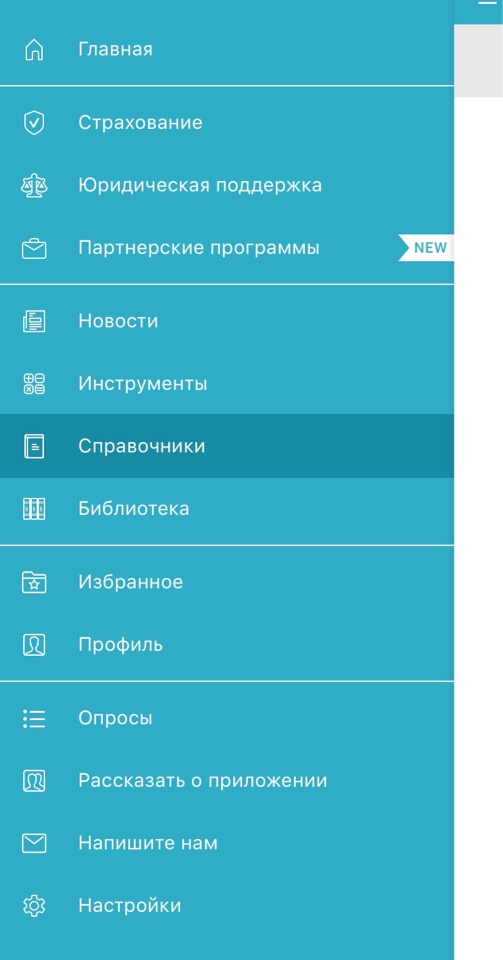 Главная
Страхование
Юридическая поддержка
Партнерские программы NEW
Новости
Инструменты
Справочники
Библиотека
Избранное
Профиль
Опросы
Рассказать о приложении
Напишите нам
Настройки